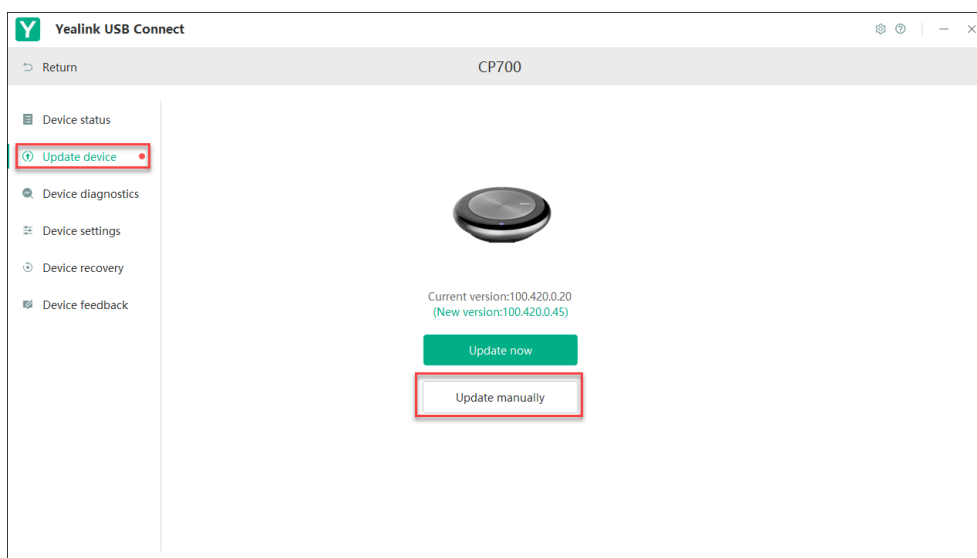 Yealink USB Connect
Return
CP700
Device status
Update device
Device diagnostics
Device settings
Device recovery
Device feedback
Current version:100.420.0.20
(New version:100.420.0.45)
Update now
Update manually